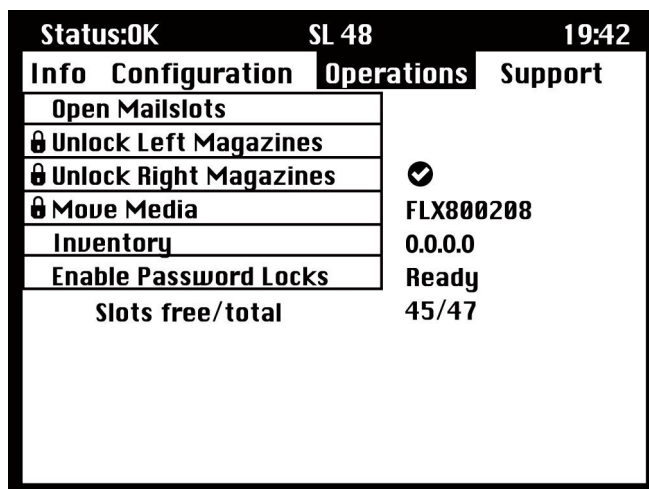 Status:OK SL 48 19:42
Info Configuration Operations Support
Open Mailslots
Unlock Left Magazines
Unlock Right Magazines
Move Media FLX800208
Inventory 0.0.0.0
Enable Password Locks Ready
Slots free/total 45/47